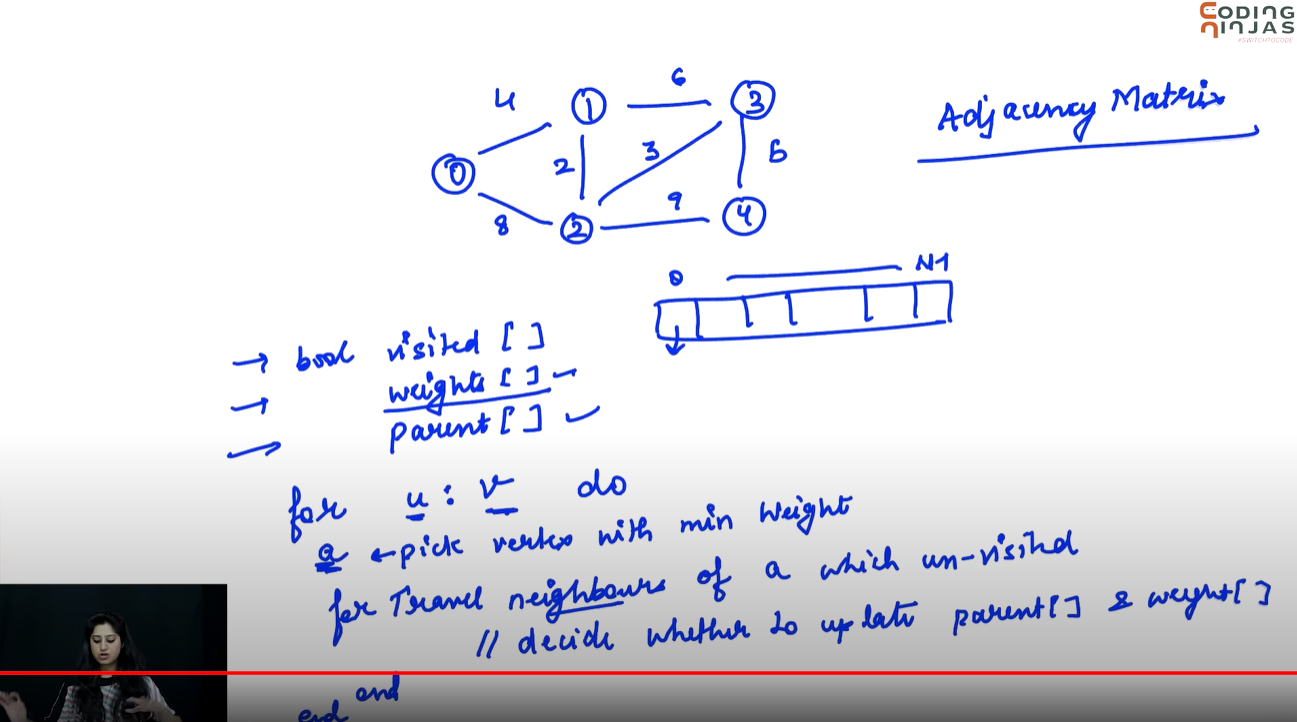 CODING
NINJAS
#SWITCHTOCODE
6
4
1
3
Adjacency Matrix
0
2
3
5
8
2
9
4
0
N-1
→ bool visited [ ]
→ weights [ ]
→ parent [ ]
for u : v do
a ← pick vertex with min weight
for Travel neighbours of a which un-visited
// decide whether to update parent[ ] & weight[ ]
end
end